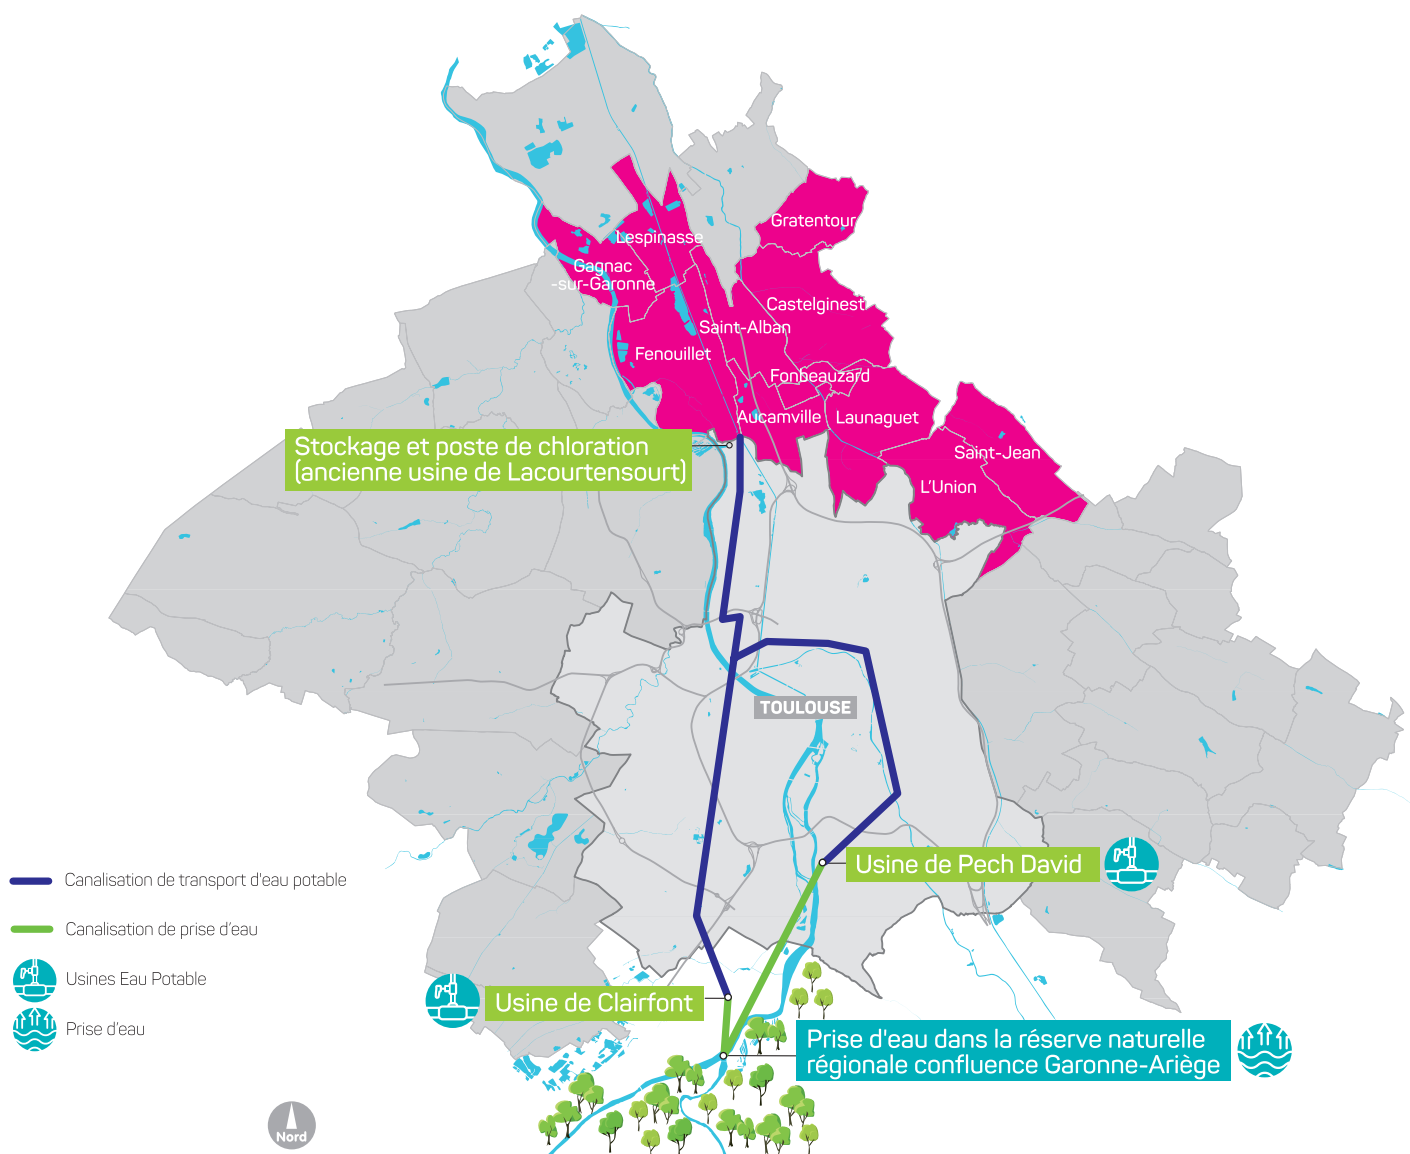 Gratentour
Lespinasse
Gagnac
-sur-Garonne
Castelginest
Saint-Alban
Fenouillet
Fonbeauzard
Aucamville
Launaguet
Saint-Jean
L'Union
Stockage et poste de chloration
(ancienne usine de Lacourtensourt)
TOULOUSE
Usine de Pech David
Canalisation de transport d'eau potable
Canalisation de prise d'eau
Usines Eau Potable
Prise d'eau
Usine de Clairfont
Prise d'eau dans la réserve naturelle
régionale confluence Garonne-Ariège
Nord